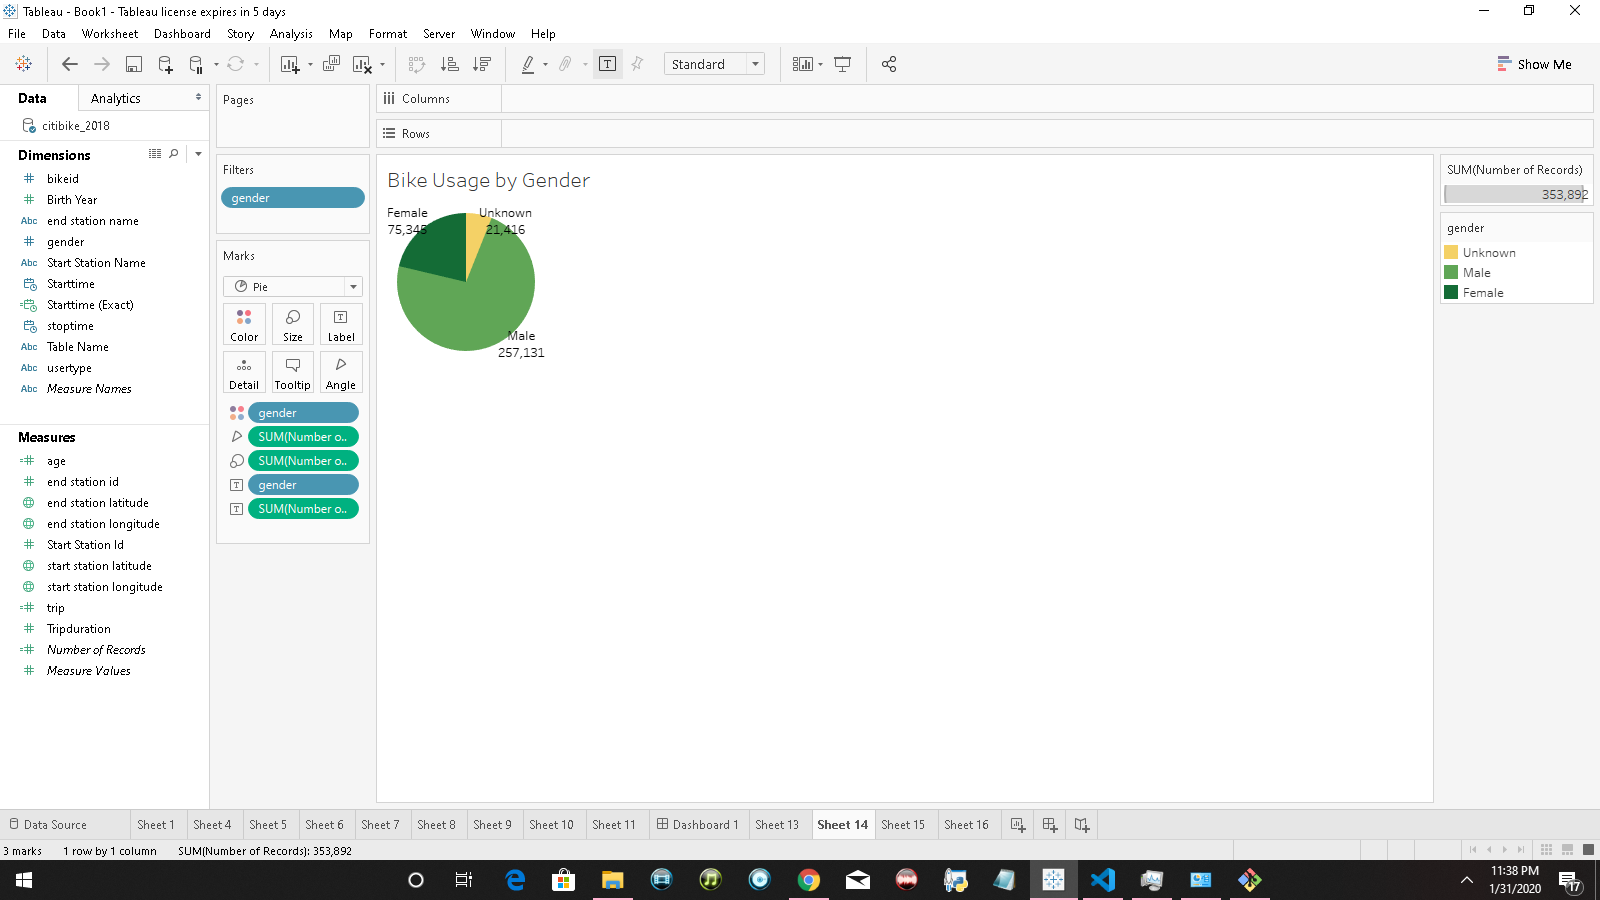 Tableau - Book1 - Tableau license expires in 5 days
File Data Worksheet Dashboard Story Analysis Map Format Server Window Help
Standard
Show Me
Data Analytics
citibike_2018
Dimensions
# bikeid
# Birth Year
Abc end station name
# gender
Abc Start Station Name
Starttime
Starttime (Exact)
stoptime
Abc Table Name
Abc usertype
Abc Measure Names
Measures
=# age
# end station id
end station latitude
end station longitude
# Start Station Id
start station latitude
start station longitude
=# trip
# Tripduration
=# Number of Records
# Measure Values
Pages
Filters
gender
Marks
Pie
Color Size Label
Detail Tooltip Angle
gender
SUM(Number o..
SUM(Number o..
gender
SUM(Number o..
Columns
Rows
Bike Usage by Gender
Female
75,345
Unknown
21,416
Male
257,131
SUM(Number of Records)
353,892
gender
Unknown
Male
Female
Data Source Sheet 1 Sheet 4 Sheet 5 Sheet 6 Sheet 7 Sheet 8 Sheet 9 Sheet 10 Sheet 11 Dashboard 1 Sheet 13 Sheet 14 Sheet 15 Sheet 16
3 marks 1 row by 1 column SUM(Number of Records): 353,892
11:38 PM
1/31/2020
17